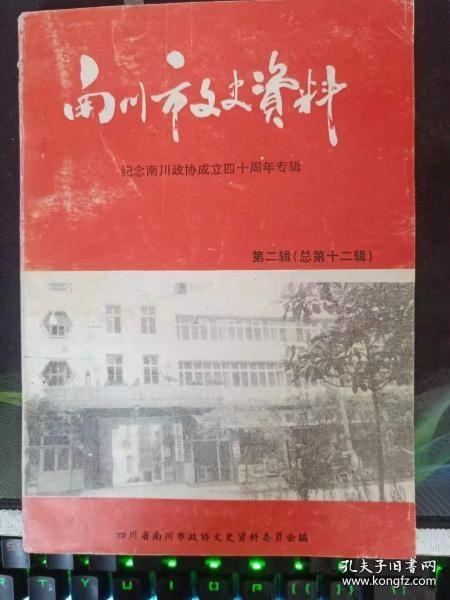 南川市文史資料
纪念南川政协成立四十周年专辑
第二辑(总第十二辑)
四川省南川市政协文史资料委员会编
孔夫子旧书网
www.kongfz.com